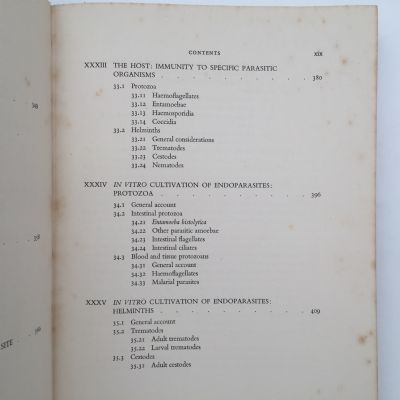 CONTENTS xix
XXXIII THE HOST: IMMUNITY TO SPECIFIC PARASITIC
ORGANISMS . . . . . . . . 380
33.1 Protozoa
33.11 Haemoflagellates
33.12 Entamoebae
33.13 Haemosporidia
33.14 Coccidia
33.2 Helminths
33.21 General considerations
33.22 Trematodes
33.23 Cestodes
33.24 Nematodes
XXXIV IN VITRO CULTIVATION OF ENDOPARASITES:
PROTOZOA . . . . . . . . 396
34.1 General account
34.2 Intestinal protozoa
34.21 Entamoeba histolytica
34.22 Other parasitic amoebae
34.23 Intestinal flagellates
34.24 Intestinal ciliates
34.3 Blood and tissue protozoans
34.31 General account
34.32 Haemoflagellates
34.33 Malarial parasites
XXXV IN VITRO CULTIVATION OF ENDOPARASITES:
HELMINTHS . . . . . . . . 409
35.1 General account
35.2 Trematodes
35.21 Adult trematodes
35.22 Larval trematodes
35.3 Cestodes
35.31 Adult cestodes
SITE